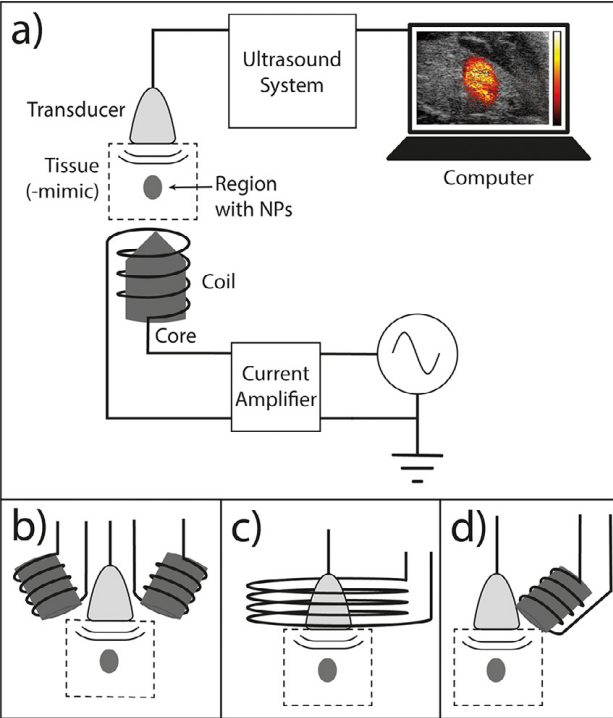 a)
Ultrasound
System
Transducer
Tissue
(-mimic)
Region
with NPs
Computer
Coil
Core
Current
Amplifier
b)
c)
d)